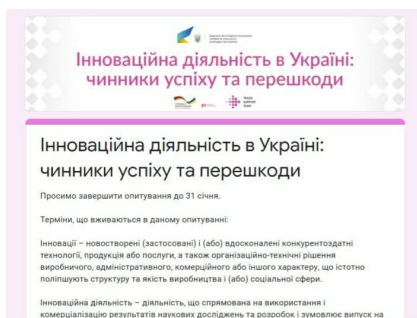 Інноваційна діяльність в Україні:
чинники успіху та перешкоди
Інноваційна діяльність в Україні:
чинники успіху та перешкоди
Просимо завершити опитування до 31 січня.
Терміни, що вживаються в даному опитуванні:
Інновації – новостворені (застосовані) і (або) вдосконалені конкурентоздатні
технології, продукція або послуги, а також організаційно-технічні рішення
виробничого, адміністративного, комерційного або іншого характеру, що істотно
поліпшують структуру та якість виробництва і (або) соціальної сфери.
Інноваційна діяльність – діяльність, що спрямована на використання і
комерціалізацію результатів наукових досліджень та розробок і зумовлює випуск на